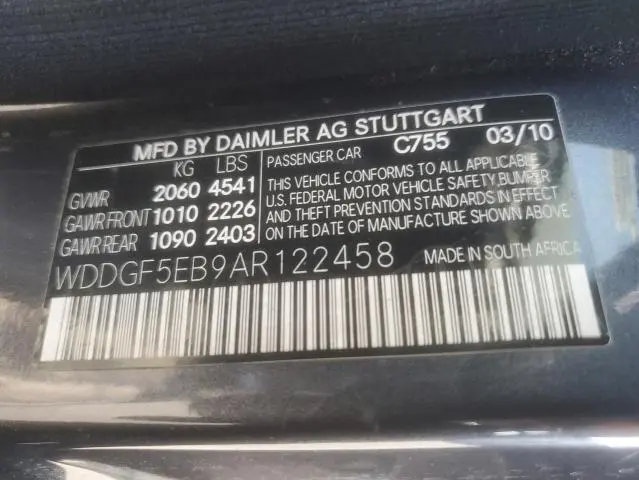 MFD BY DAIMLER AG STUTTGART
KG LBS PASSENGER CAR C755 03/10
GVWR 2060 4541
GAWR FRONT 1010 2226
GAWR REAR 1090 2403
THIS VEHICLE CONFORMS TO ALL APPLICABLE
U.S. FEDERAL MOTOR VEHICLE SAFETY, BUMPER
AND THEFT PREVENTION STANDARDS IN EFFECT
ON THE DATE OF MANUFACTURE SHOWN ABOVE.
WDDGF5EB9AR122458 MADE IN SOUTH AFRICA